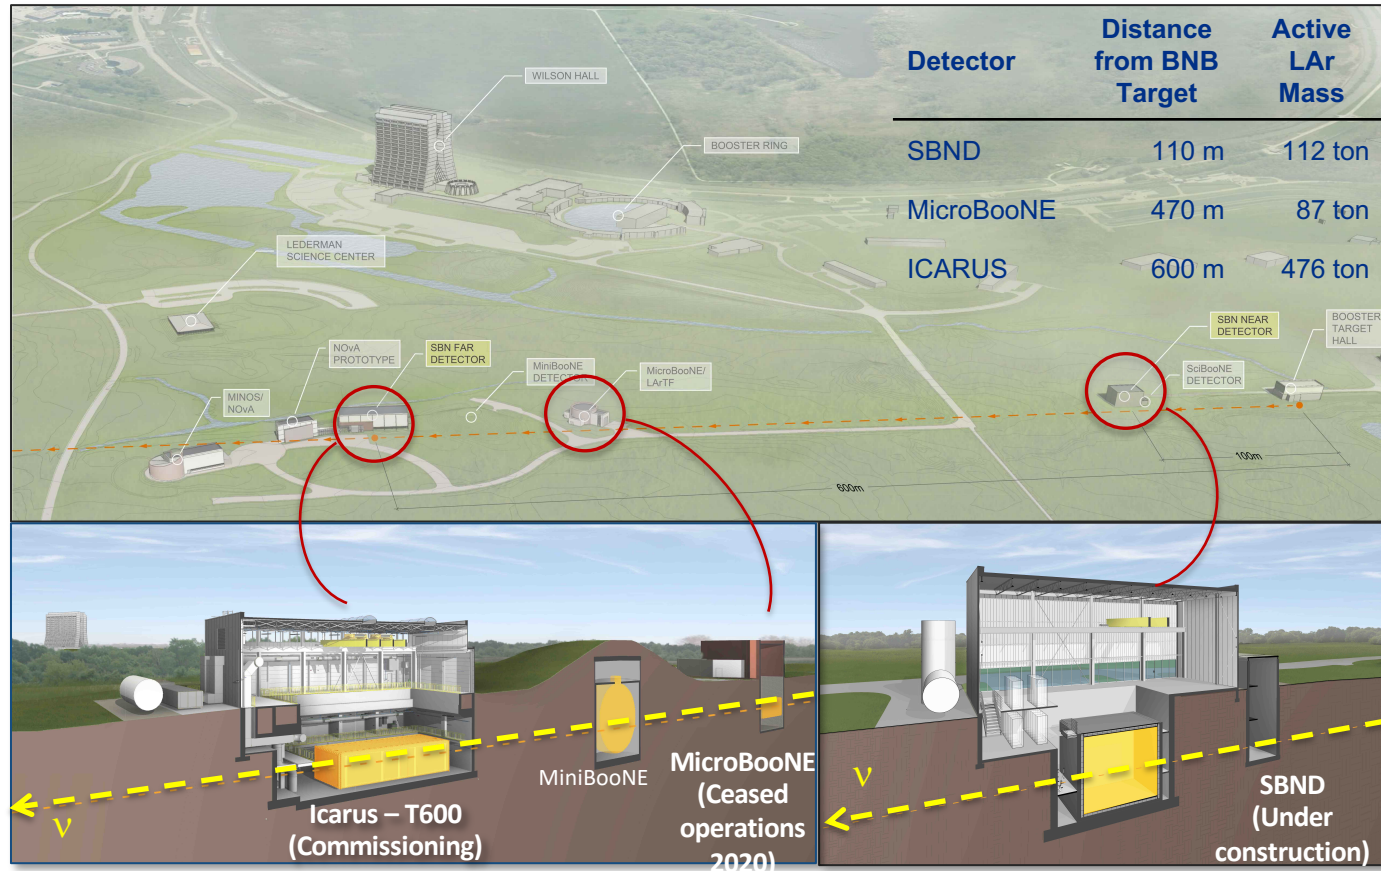 Distance
from BNB
Target
Active
LAr
Mass
Detector
SBND 110 m 112 ton
MicroBooNE 470 m 87 ton
ICARUS 600 m 476 ton
WILSON HALL
BOOSTER RING
LEDERMAN
SCIENCE CENTER
NOvA
PROTOTYPE
SBN FAR
DETECTOR
MiniBooNE
DETECTOR
MicroBooNE/
LArTF
SBN NEAR
DETECTOR
SciBooNE
DETECTOR
BOOSTER
TARGET
HALL
MINOS/
NOvA
100m
600m
MiniBooNE
MicroBooNE
(Ceased
operations
2020)
Icarus – T600
(Commissioning)
ν
ν
SBND
(Under
construction)